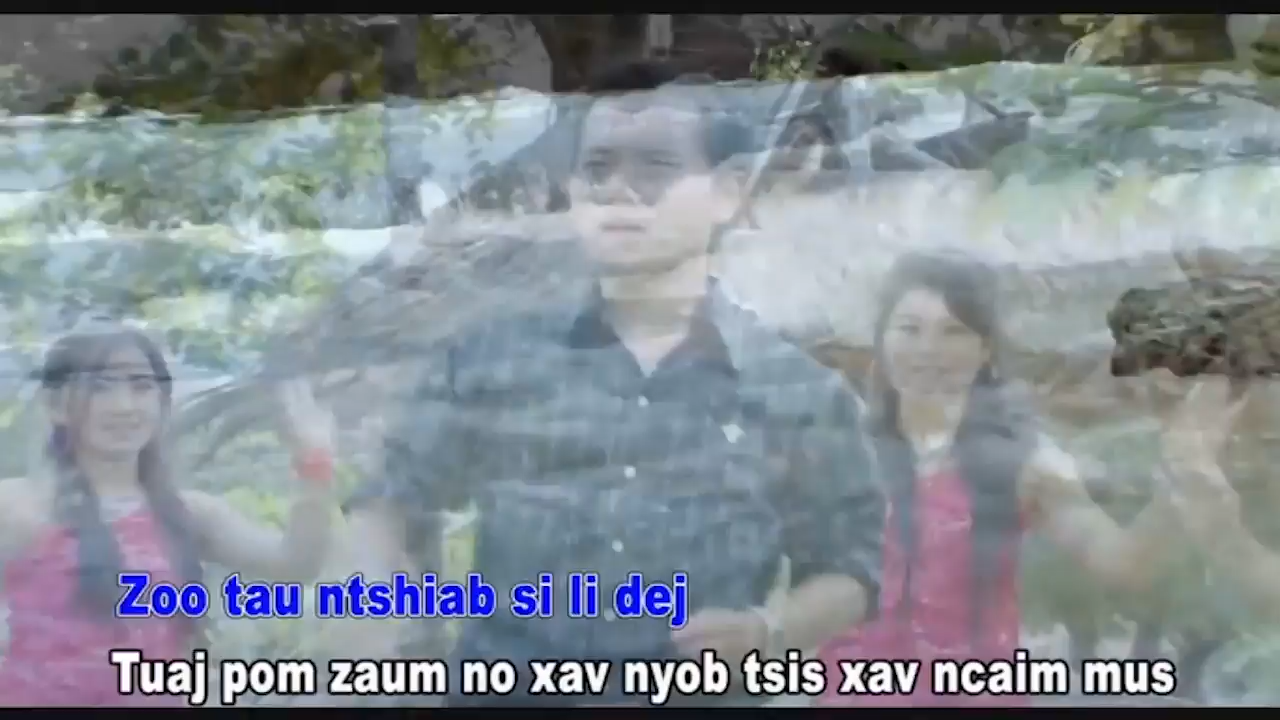 Zoo tau ntshiab si li dej
Tuaj pom zaum no xav nyob tsis xav ncaim mus